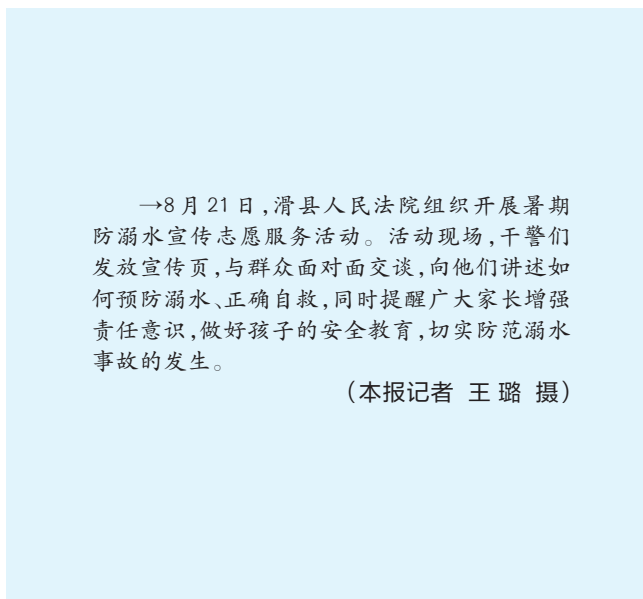 →8月21日,滑县人民法院组织开展暑期
防溺水宣传志愿服务活动。活动现场,干警们
发放宣传页,与群众面对面交谈,向他们讲述如
何预防溺水、正确自救,同时提醒广大家长增强
责任意识,做好孩子的安全教育,切实防范溺水
事故的发生。
(本报记者 王 璐 摄)